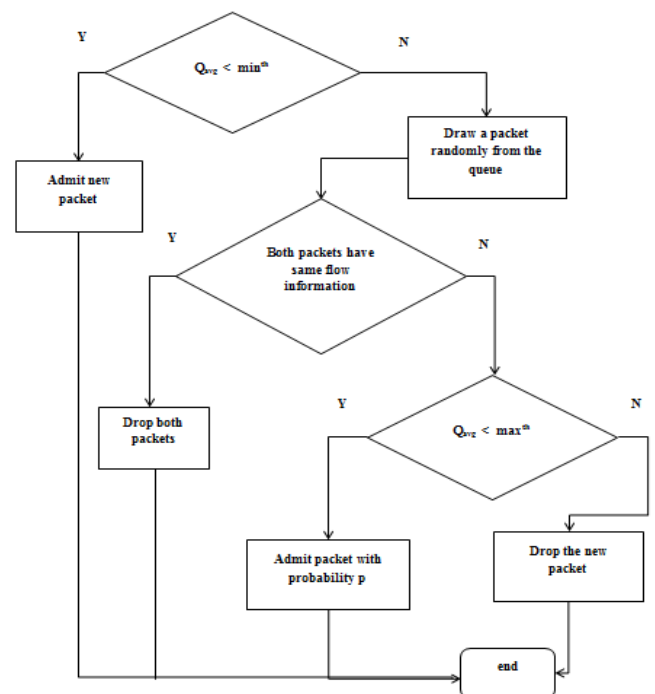 Y
N
Qavg < minth
Draw a packet
randomly from the
queue
Admit new
packet
Y
N
Both packets have
same flow
information
Y
N
Drop both
packets
Qavg < maxth
Admit packet with
probability p
Drop the new
packet
end